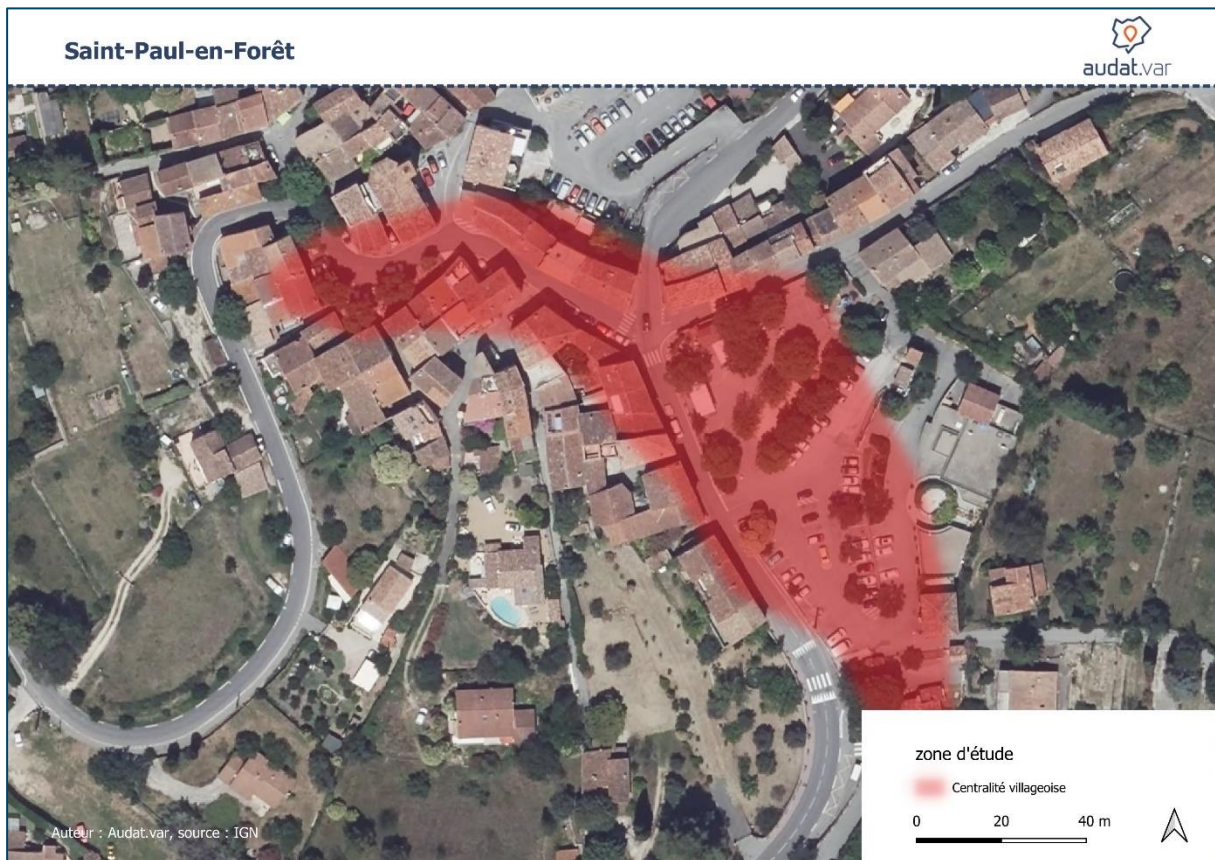 Saint-Paul-en-Forêt
audat.var
zone d'étude
Centralité villageoise
0 20 40 m
Auteur : Audat.var, source : IGN